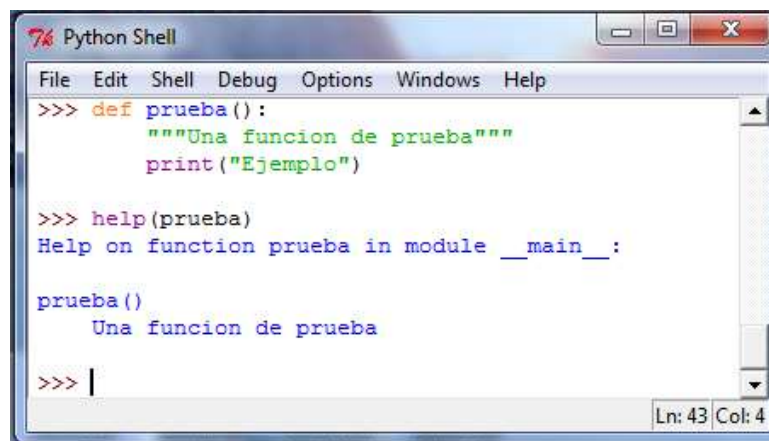 Python Shell
File Edit Shell Debug Options Windows Help
>>> def prueba():
"""Una funcion de prueba"""
print("Ejemplo")
>>> help(prueba)
Help on function prueba in module __main__:
prueba()
Una funcion de prueba
>>>
Ln: 43 Col: 4